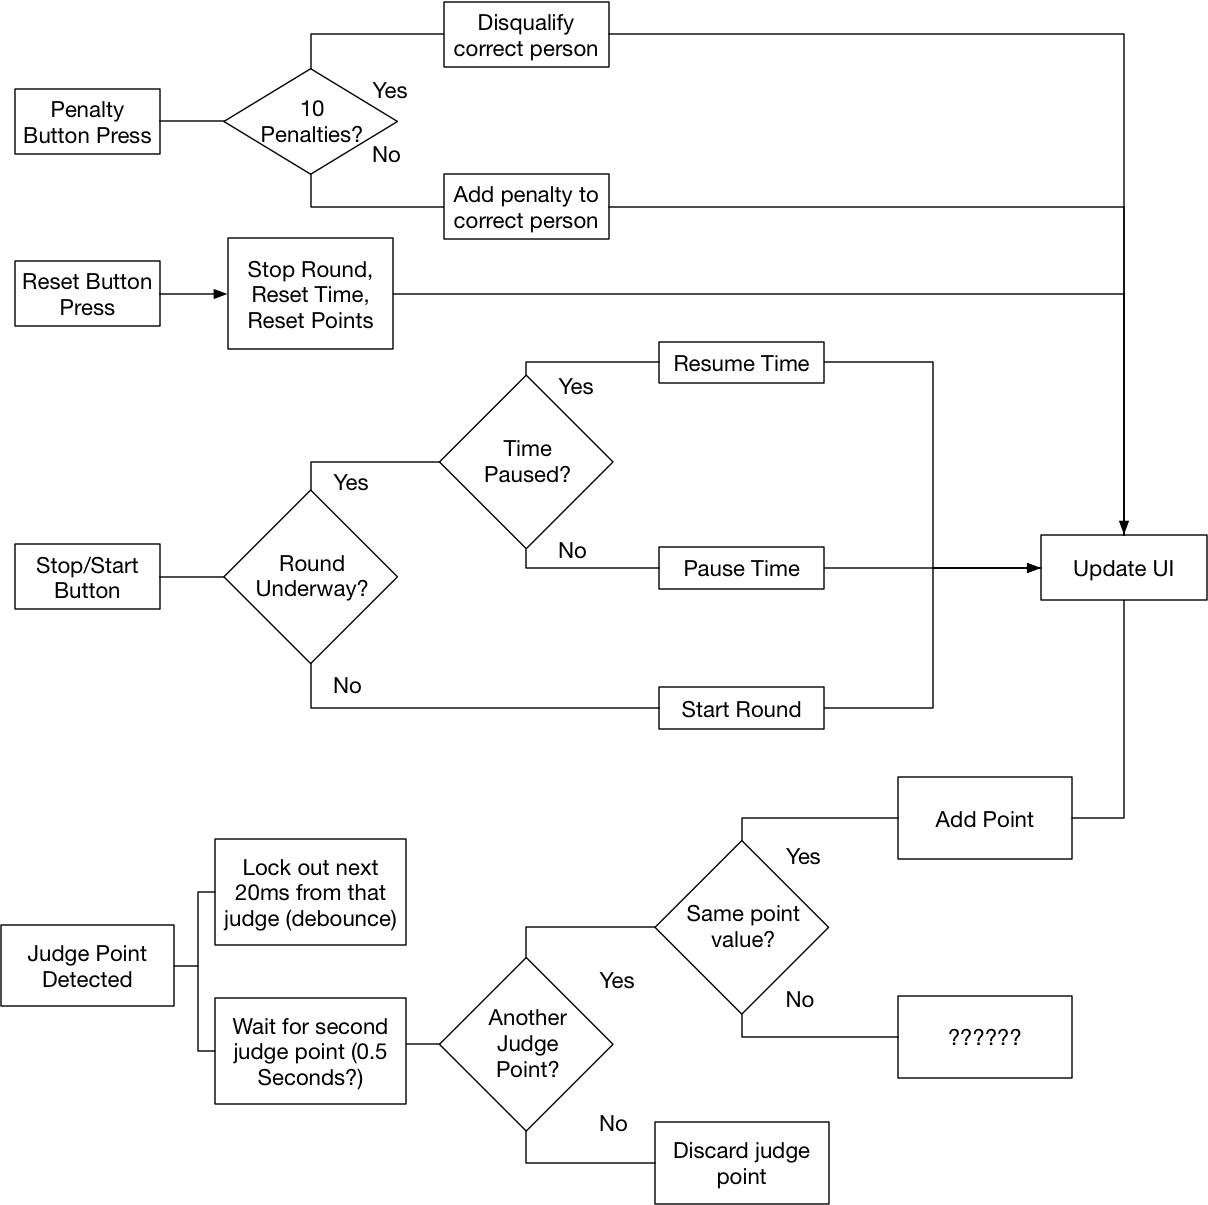 Disqualify
correct person
Yes
10
Penalties?
Penalty
Button Press
No
Add penalty to
correct person
Reset Button
Press
Stop Round,
Reset Time,
Reset Points
Resume Time
Yes
Time
Paused?
Yes
No
Stop/Start
Button
Round
Underway?
Pause Time
Update UI
No
Start Round
Add Point
Yes
Lock out next
20ms from that
judge (debounce)
Same point
value?
Judge Point
Detected
Yes
No
Wait for second
judge point (0.5
Seconds?)
Another
Judge
Point?
??????
No
Discard judge
point